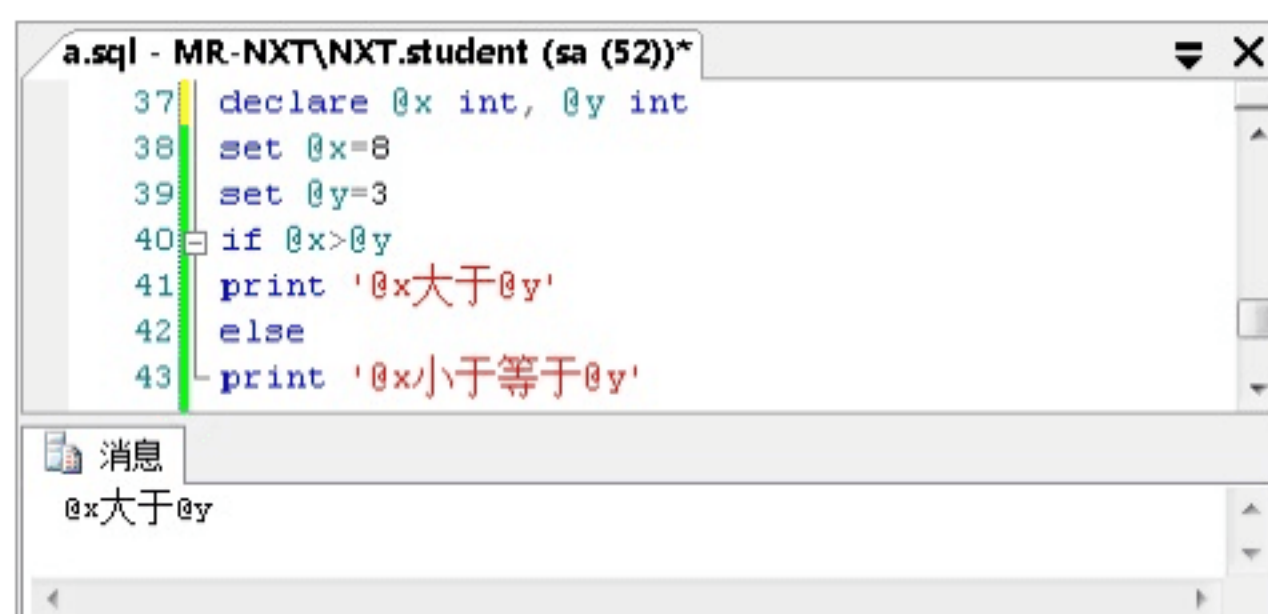 a.sql - MR-NXT\NXT.student (sa (52))*
37 declare @x int, @y int
38 set @x=8
39 set @y=3
40 if @x>@y
41 print '@x大于@y'
42 else
43 print '@x小于等于@y'
消息
@x大于@y